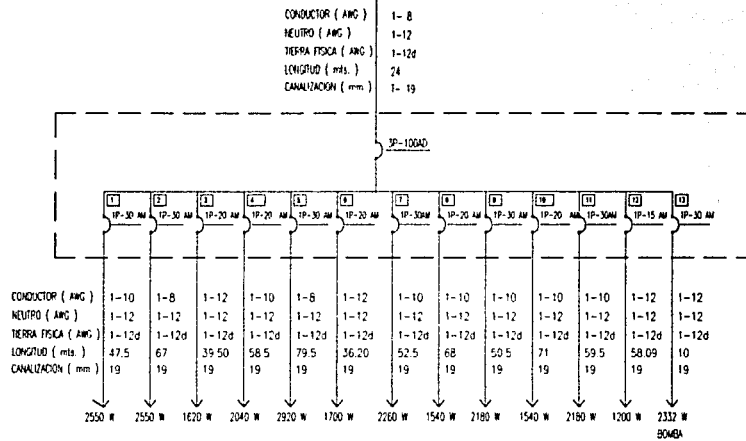 CONDUCTOR ( AWG ) 1- 8
NEUTRO ( AWG ) 1-12
TIERRA FISICA ( AWG ) 1-12d
LONGITUD ( mts. ) 24
CANALIZACION ( mm ) 1- 19
3P-100AD
1 2 3 4 5 6 7 8 9 10 11 12 13
1P-30 AM 1P-30 AM 1P-20 AM 1P-20 AM 1P-30 AM 1P-20 AM 1P-30AM 1P-20 AM 1P-30 AM 1P-20 AM 1P-30AM 1P-15 AM 1P-30 AM
CONDUCTOR ( AWG ) 1-10 1-8 1-12 1-10 1-8 1-12 1-10 1-10 1-10 1-10 1-10 1-12 1-12
NEUTRO ( AWG ) 1-12 1-12 1-12 1-12 1-12 1-12 1-12 1-12 1-12 1-12 1-12 1-12 1-12
TIERRA FISICA ( AWG ) 1-12d 1-12d 1-12d 1-12d 1-12d 1-12d 1-12d 1-12d 1-12d 1-12d 1-12d 1-12d 1-12d
LONGITUD ( mts. ) 47.5 67 39.50 58.5 79.5 36.20 52.5 68 50.5 71 59.5 58.09 10
CANALIZACION ( mm ) 19 19 19 19 19 19 19 19 19 19 19 19 19
2550 W 2550 W 1620 W 2040 W 2920 W 1700 W 2260 W 1540 W 2180 W 1540 W 2180 W 1200 W 2332 W
BOMBA